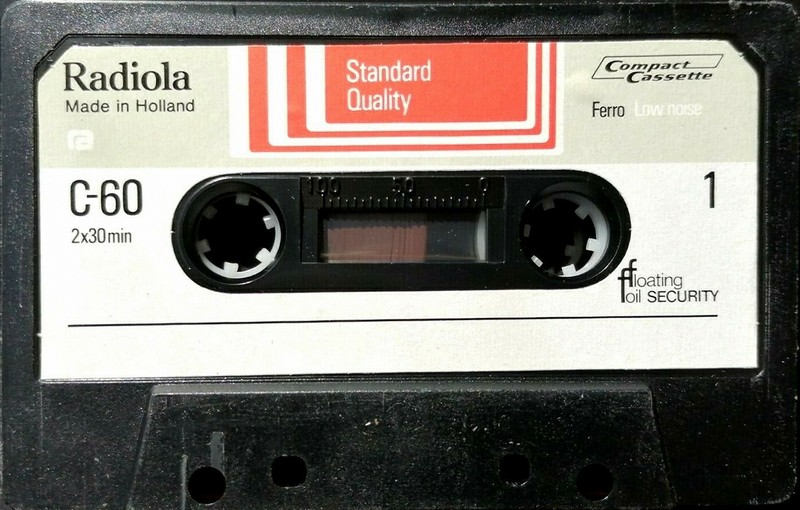 Radiola
Made in Holland
Standard
Quality
Compact
Cassette
Ferro Low noise
C-60
2x30min
100 50 0
1
floating
foil SECURITY